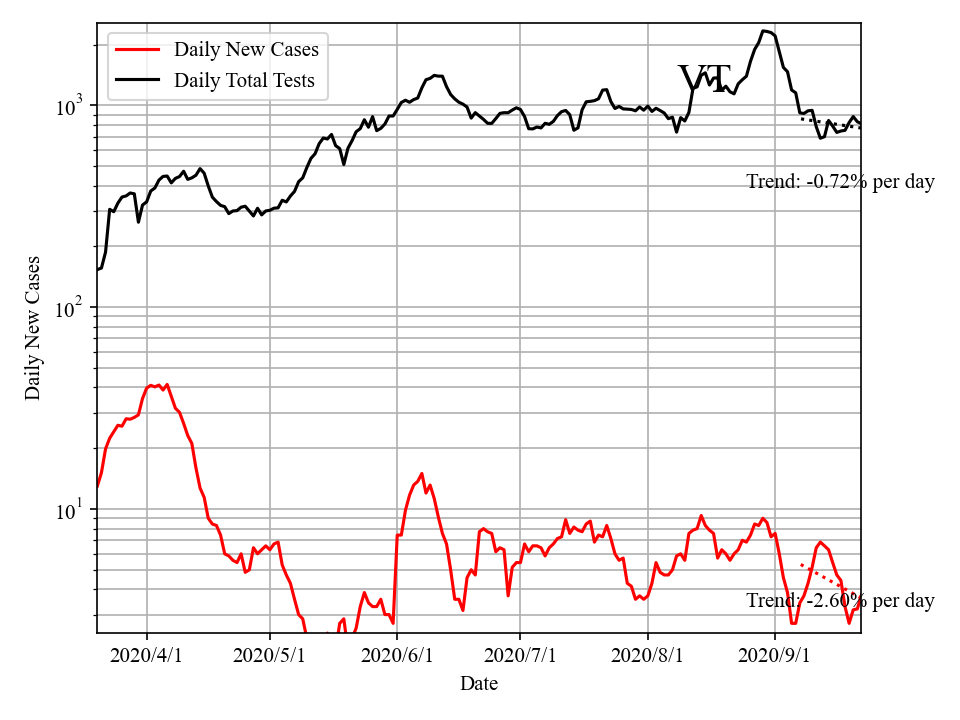 Daily New Cases
Daily Total Tests
VT
10³
Trend: -0.72% per day
Daily New Cases
10²
10¹
Trend: -2.60% per day
2020/4/1 2020/5/1 2020/6/1 2020/7/1 2020/8/1 2020/9/1
Date